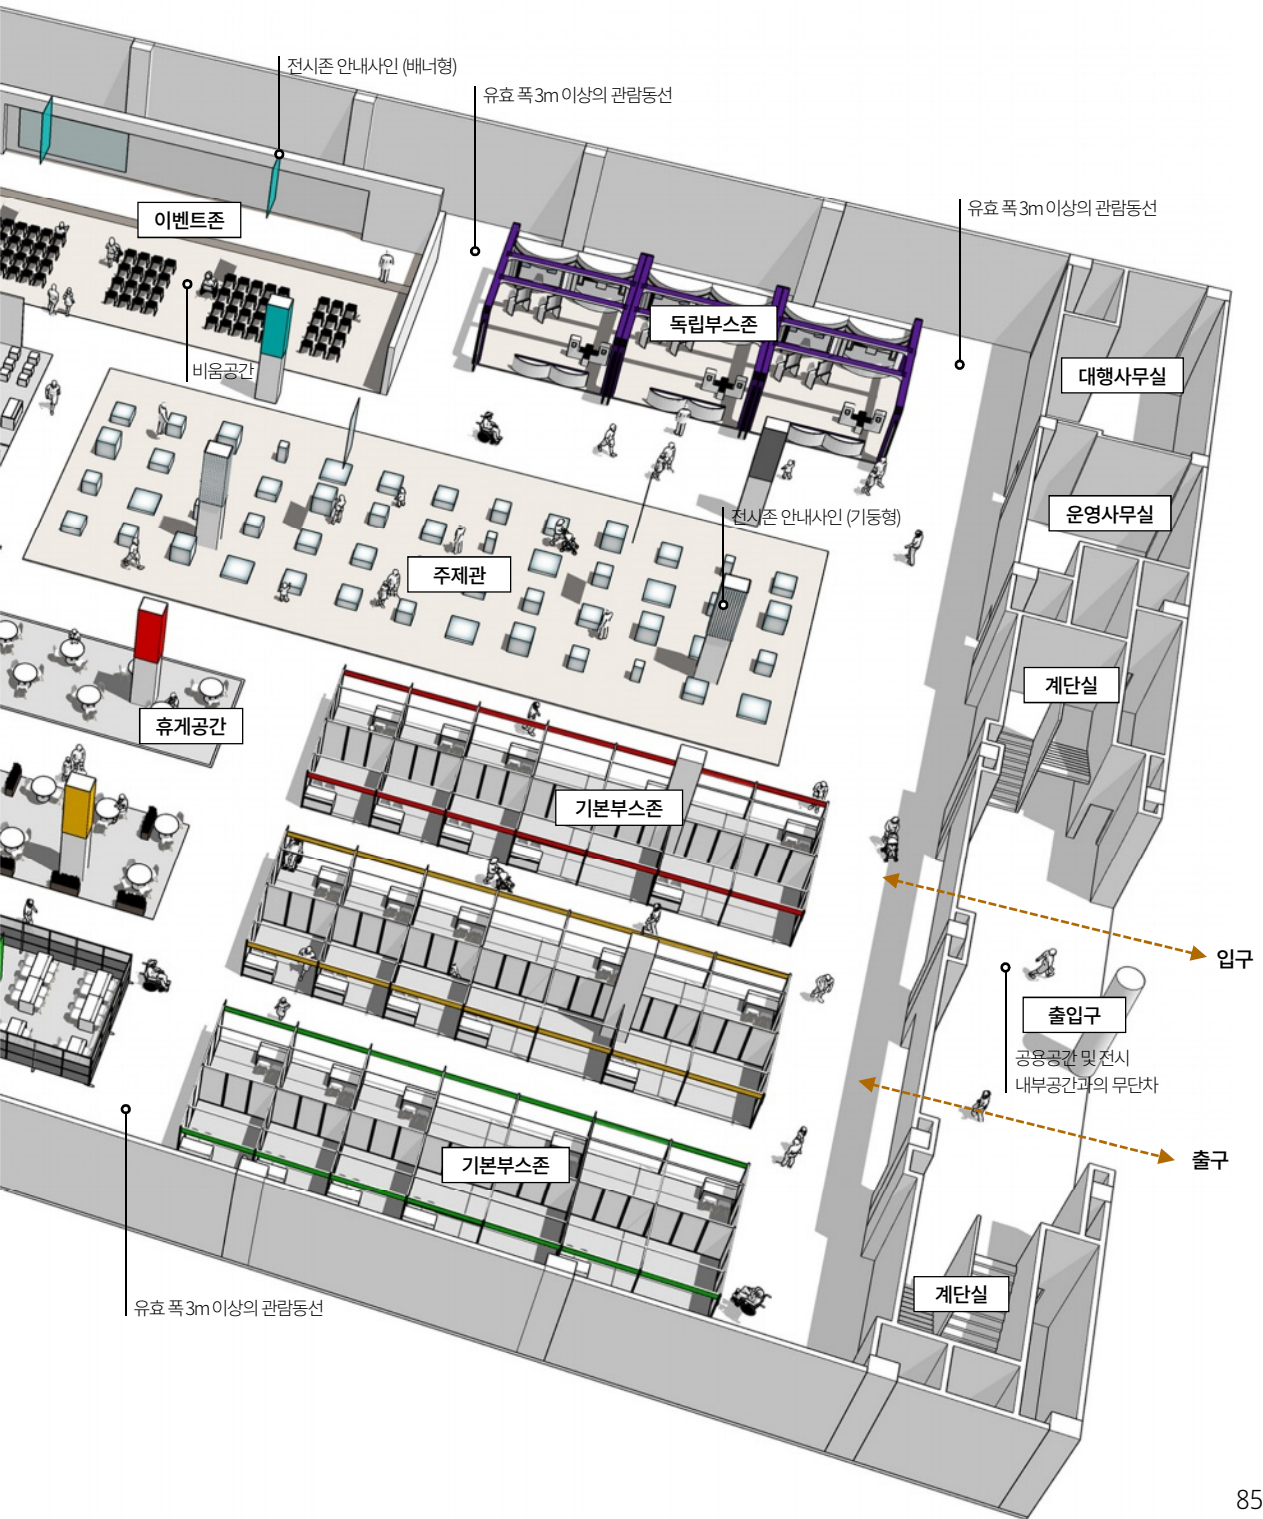 전시존 안내사인 (배너형)
유효 폭 3m 이상의 관람동선
유효 폭 3m 이상의 관람동선
이벤트존
독립부스존
비움공간
대행사무실
운영사무실
전시존 안내사인 (기둥형)
주제관
계단실
휴게공간
기본부스존
입구
출입구
공용공간 및 전시
내부공간과의 무단차
기본부스존
출구
계단실
유효 폭 3m 이상의 관람동선
85